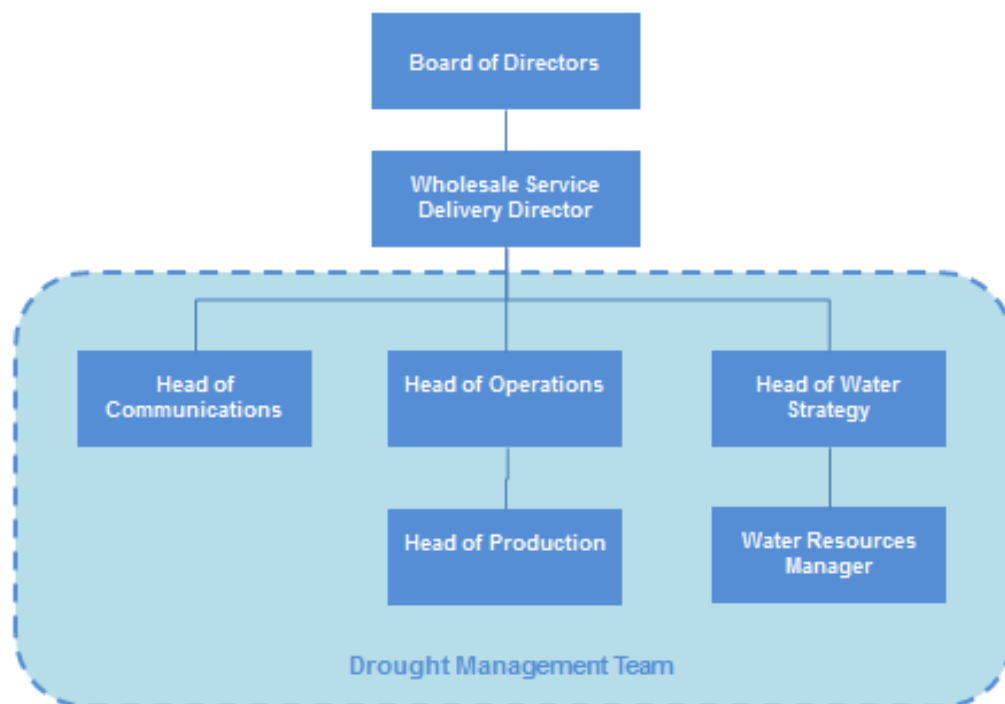 Board of Directors
Wholesale Service
Delivery Director
Head of
Communications
Head of Operations
Head of Water
Strategy
Head of Production
Water Resources
Manager
Drought Management Team